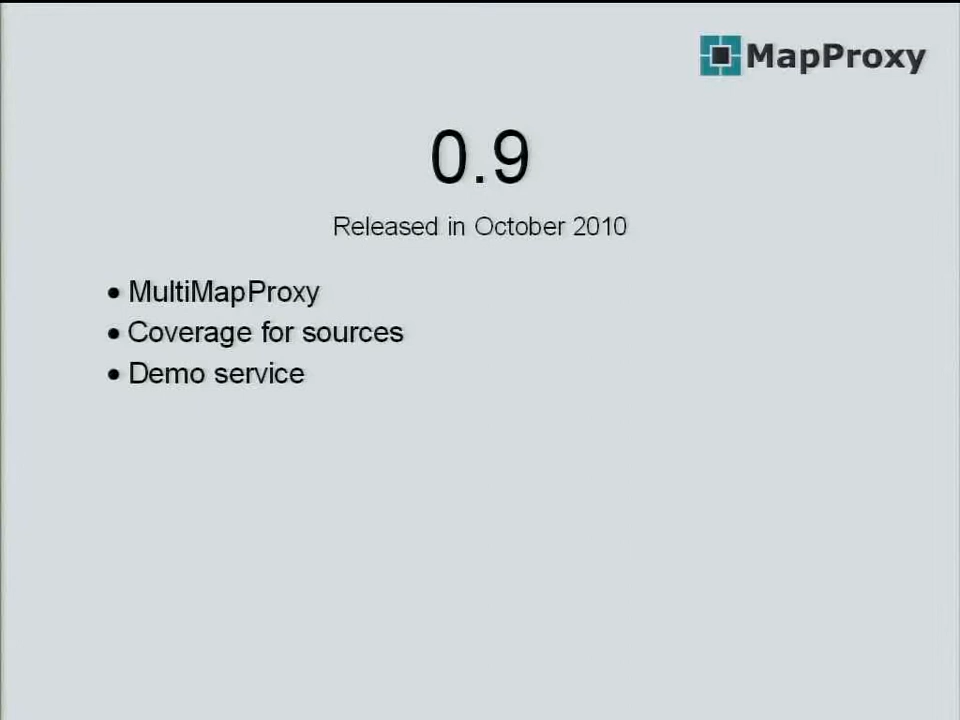 MapProxy
0.9
Released in October 2010
• MultiMapProxy
• Coverage for sources
• Demo service